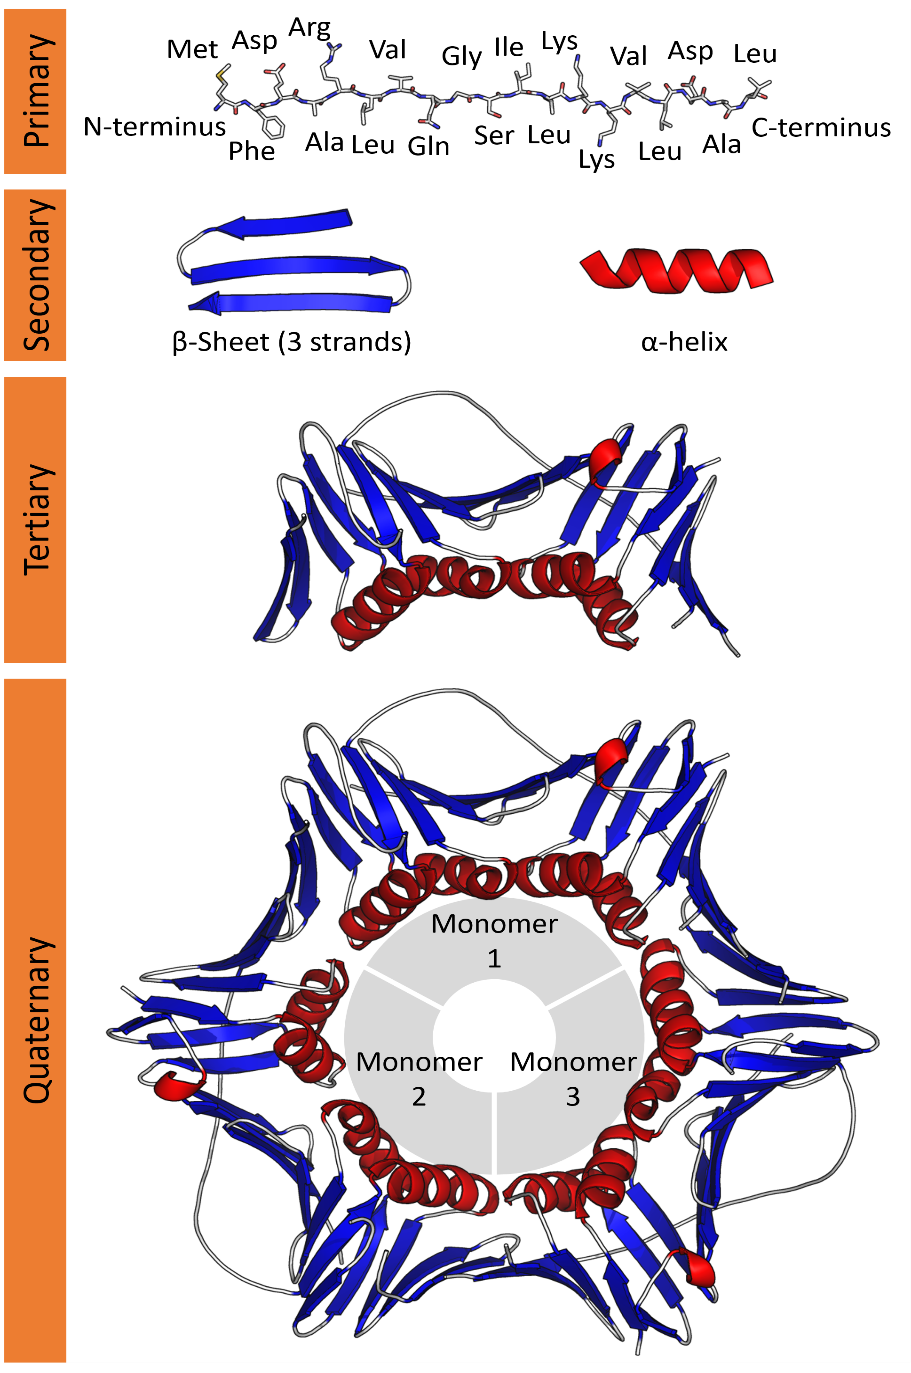 Primary
Met Asp Arg Val Gly Ile Lys Val Asp Leu
N-terminus Phe Ala Leu Gln Ser Leu Lys Leu Ala C-terminus
Secondary
β-Sheet (3 strands)
α-helix
Tertiary
Quaternary
Monomer
1
Monomer
2
Monomer
3